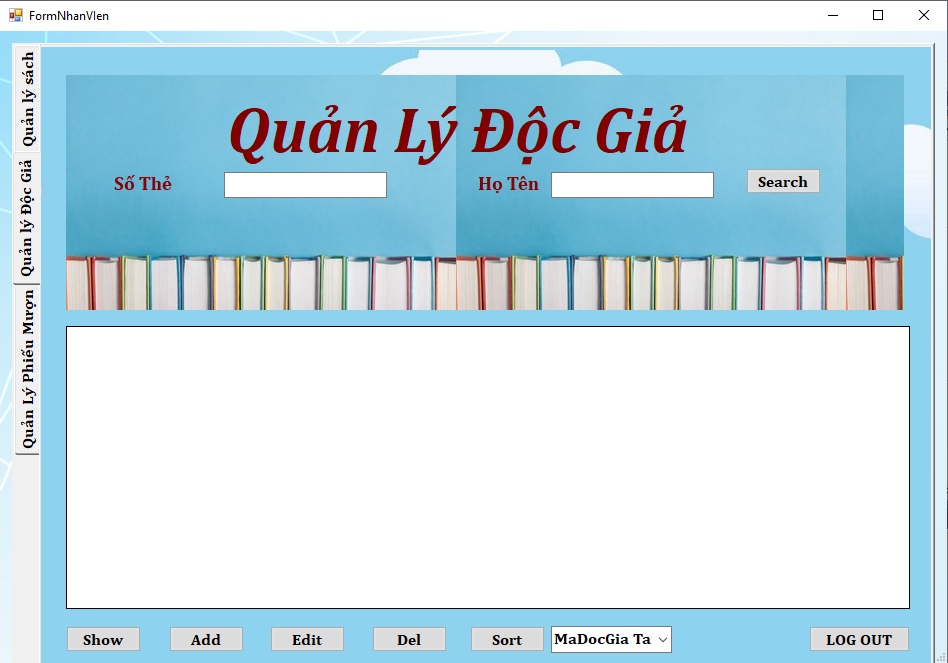 FormNhanVIen
Quản lý sách
Quản lý Độc Giả
Quản Lý Phiếu Mượn
Quản Lý Độc Giả
Số Thẻ
Họ Tên
Search
Show
Add
Edit
Del
Sort
MaDocGia Ta
LOG OUT